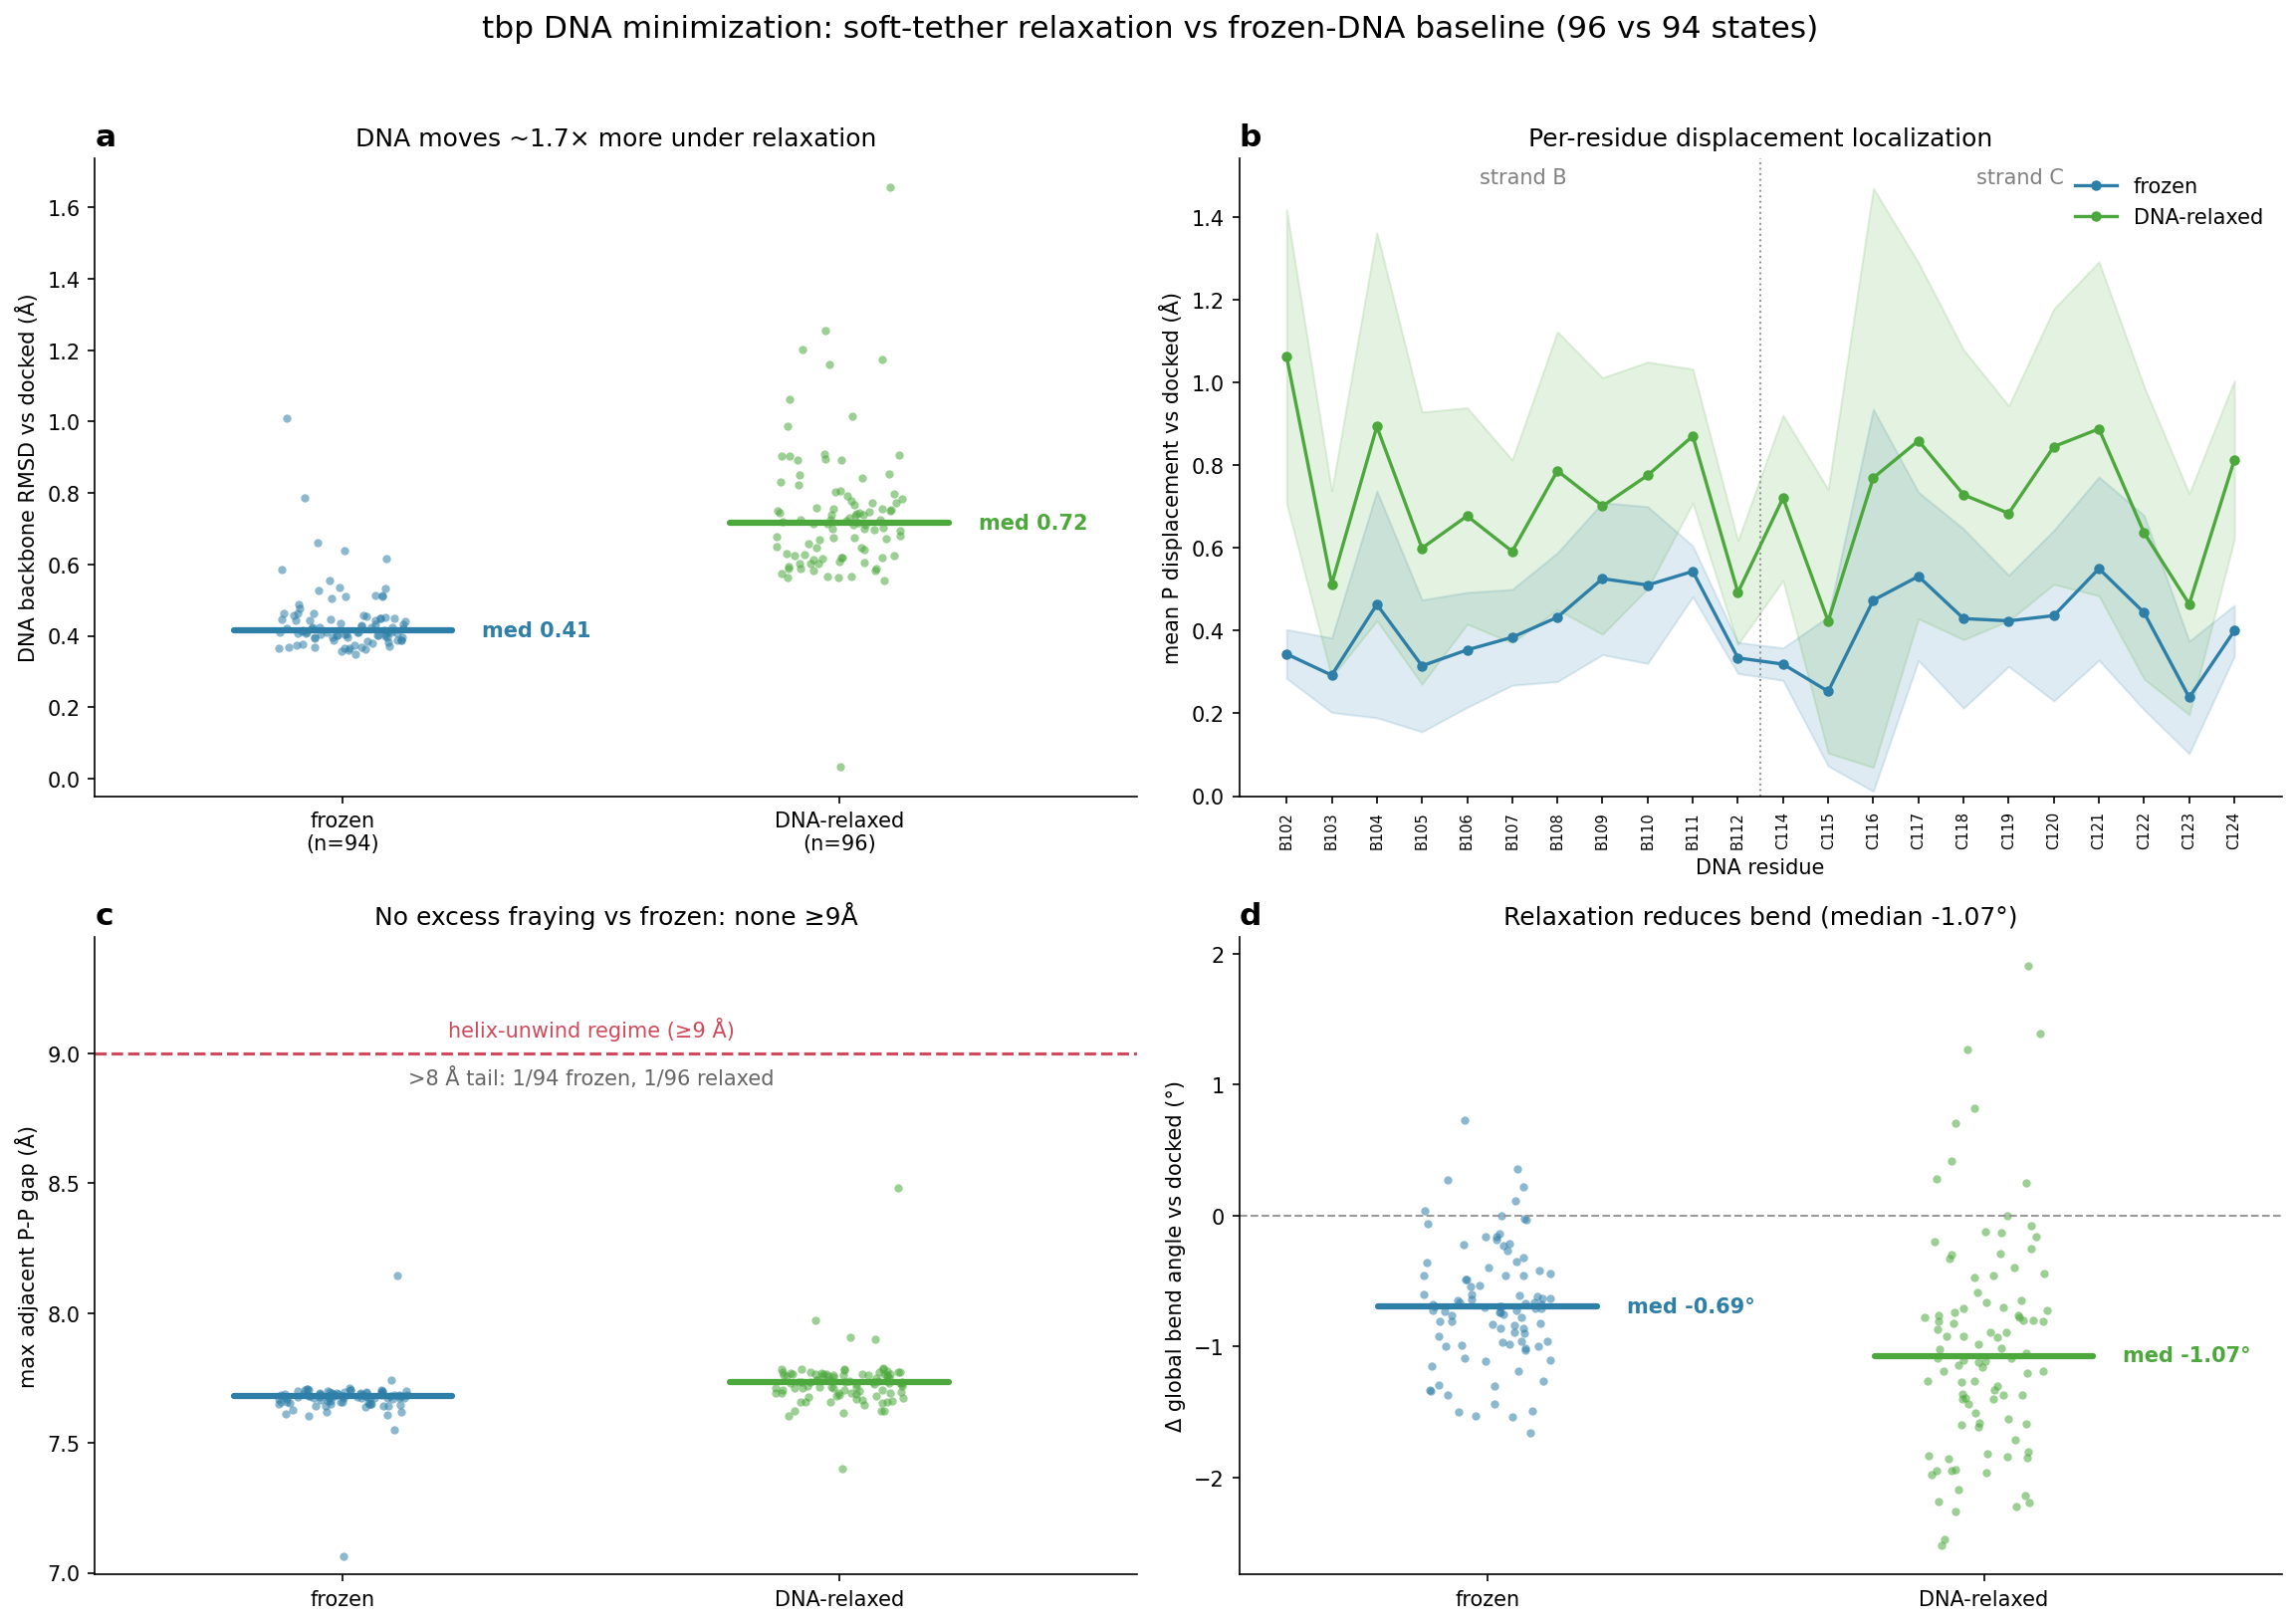 tbp DNA minimization: soft-tether relaxation vs frozen-DNA baseline (96 vs 94 states)
a
DNA moves ~1.7× more under relaxation
DNA backbone RMSD vs docked (Å)
1.6
1.4
1.2
1.0
0.8
0.6
0.4
0.2
0.0
med 0.41
med 0.72
frozen
(n=94)
DNA-relaxed
(n=96)
b
Per-residue displacement localization
mean P displacement vs docked (Å)
strand B
strand C
frozen
DNA-relaxed
1.4
1.2
1.0
0.8
0.6
0.4
0.2
0.0
B102
B103
B104
B105
B106
B107
B108
B109
B110
B111
B112
C114
C115
C116
C117
C118
C119
C120
C121
C122
C123
C124
DNA residue
c
No excess fraying vs frozen: none ≥9Å
max adjacent P-P gap (Å)
helix-unwind regime (≥9 Å)
>8 Å tail: 1/94 frozen, 1/96 relaxed
9.0
8.5
8.0
7.5
7.0
frozen
DNA-relaxed
d
Relaxation reduces bend (median -1.07°)
Δ global bend angle vs docked (°)
2
1
0
−1
−2
med -0.69°
med -1.07°
frozen
DNA-relaxed